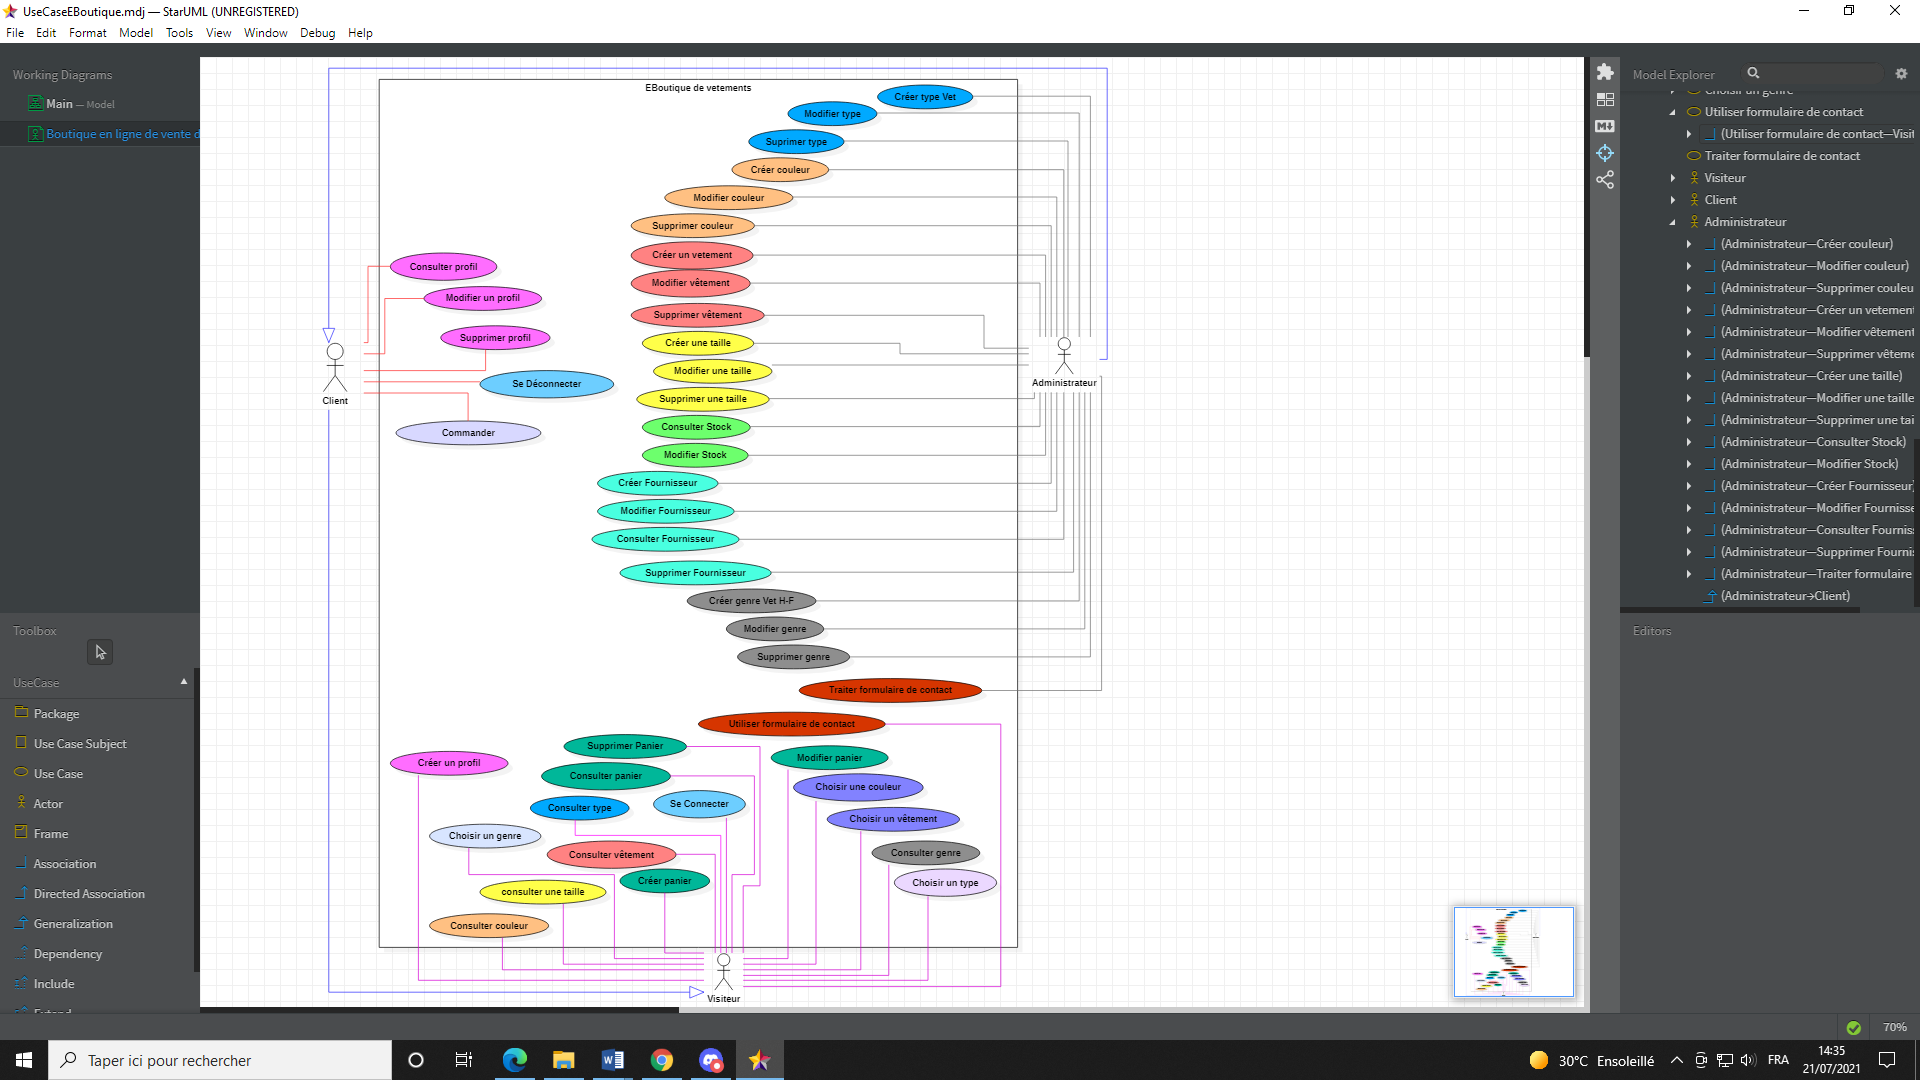 UseCaseEBoutique.mdj — StarUML (UNREGISTERED)
File Edit Format Model Tools View Window Debug Help
Working Diagrams
Main — Model
Boutique en ligne de vente d
Toolbox
UseCase
Package
Use Case Subject
Use Case
Actor
Frame
Association
Directed Association
Generalization
Dependency
Include
Extend
EBoutique de vetements
Créer type Vet
Modifier type
Suprimer type
Créer couleur
Modifier couleur
Supprimer couleur
Créer un vetement
Modifier vêtement
Supprimer vêtement
Créer une taille
Modifier une taille
Supprimer une taille
Consulter Stock
Modifier Stock
Créer Fournisseur
Modifier Fournisseur
Consulter Fournisseur
Supprimer Fournisseur
Créer genre Vet H-F
Modifier genre
Supprimer genre
Traiter formulaire de contact
Utiliser formulaire de contact
Consulter profil
Modifier un profil
Supprimer profil
Se Déconnecter
Commander
Client
Administrateur
Supprimer Panier
Modifier panier
Créer un profil
Consulter panier
Choisir une couleur
Consulter type
Se Connecter
Choisir un vêtement
Choisir un genre
Consulter vêtement
Consulter genre
Créer panier
Choisir un type
consulter une taille
Consulter couleur
Visiteur
Model Explorer
Choisir un genre
Utiliser formulaire de contact
(Utiliser formulaire de contact—Visit
Traiter formulaire de contact
Visiteur
Client
Administrateur
(Administrateur—Créer couleur)
(Administrateur—Modifier couleur)
(Administrateur—Supprimer couleu
(Administrateur—Créer un vetement
(Administrateur—Modifier vêtement
(Administrateur—Supprimer vêteme
(Administrateur—Créer une taille)
(Administrateur—Modifier une taille
(Administrateur—Supprimer une tai
(Administrateur—Consulter Stock)
(Administrateur—Modifier Stock)
(Administrateur—Créer Fournisseur)
(Administrateur—Modifier Fournisse
(Administrateur—Consulter Fournis
(Administrateur—Supprimer Fourni
(Administrateur—Traiter formulaire
(Administrateur→Client)
Editors
70%
Taper ici pour rechercher
30°C Ensoleillé
FRA
14:35
21/07/2021